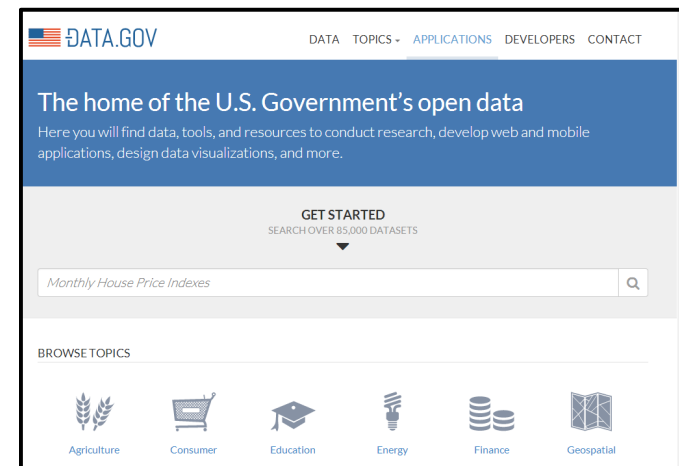 DATA.GOV
DATA TOPICS APPLICATIONS DEVELOPERS CONTACT
The home of the U.S. Government's open data
Here you will find data, tools, and resources to conduct research, develop web and mobile
applications, design data visualizations, and more.
GET STARTED
SEARCH OVER 85,000 DATASETS
Monthly House Price Indexes
BROWSE TOPICS
Agriculture Consumer Education Energy Finance Geospatial